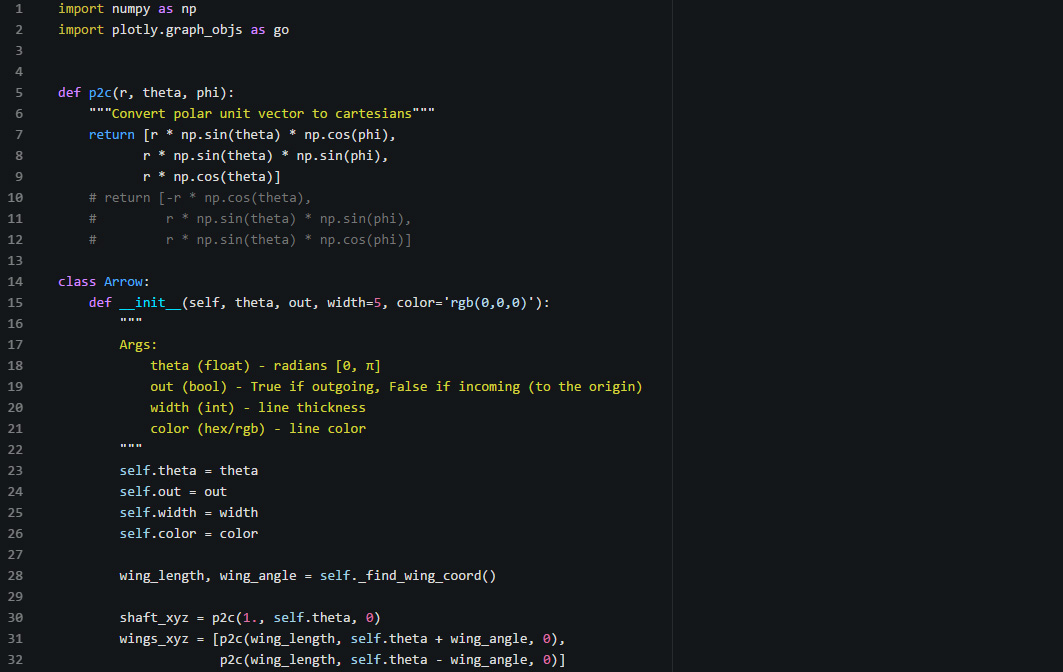 1 import numpy as np
2 import plotly.graph_objs as go
3
4
5 def p2c(r, theta, phi):
6     """Convert polar unit vector to cartesians"""
7     return [r * np.sin(theta) * np.cos(phi),
8            r * np.sin(theta) * np.sin(phi),
9            r * np.cos(theta)]
10     # return [-r * np.cos(theta),
11     #         r * np.sin(theta) * np.sin(phi),
12     #         r * np.sin(theta) * np.cos(phi)]
13
14 class Arrow:
15     def __init__(self, theta, out, width=5, color='rgb(0,0,0)'):
16         """
17         Args:
18             theta (float) - radians [0, π]
19             out (bool) - True if outgoing, False if incoming (to the origin)
20             width (int) - line thickness
21             color (hex/rgb) - line color
22         """
23         self.theta = theta
24         self.out = out
25         self.width = width
26         self.color = color
27
28         wing_length, wing_angle = self._find_wing_coord()
29
30         shaft_xyz = p2c(1., self.theta, 0)
31         wings_xyz = [p2c(wing_length, self.theta + wing_angle, 0),
32                      p2c(wing_length, self.theta - wing_angle, 0)]